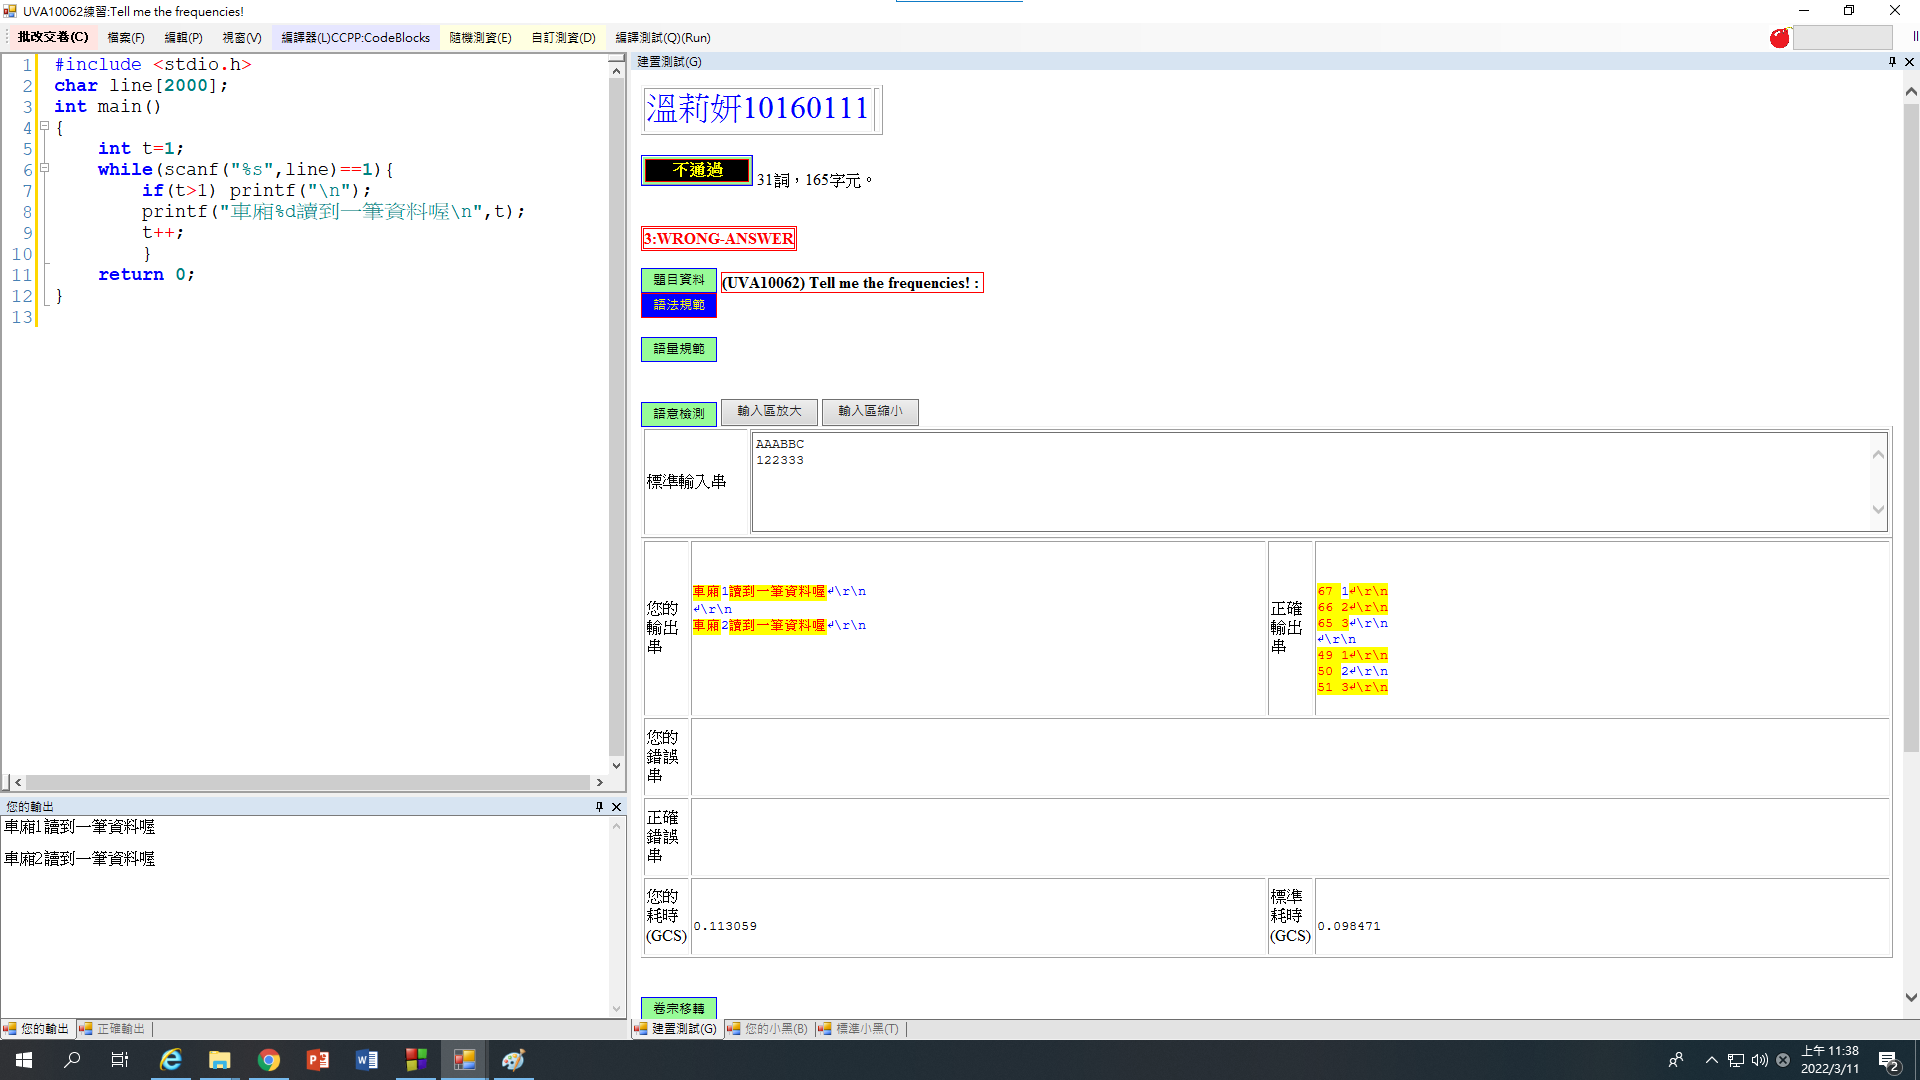 UVA10062練習:Tell me the frequencies!
批改交卷(C) 檔案(F) 編輯(P) 視窗(V) 編譯器(L)CCPP:CodeBlocks 隨機測資(E) 自訂測資(D) 編譯測試(Q)(Run)
1 #include <stdio.h>
2 char line[2000];
3 int main()
4 {
5 int t=1;
6 while(scanf("%s",line)==1){
7 if(t>1) printf("\n");
8 printf("車廂%d讀到一筆資料喔\n",t);
9 t++;
10 }
11 return 0;
12 }
13
您的輸出
車廂1讀到一筆資料喔
車廂2讀到一筆資料喔
您的輸出 正確輸出
建置測試(G)
溫莉妍10160111
不通過 31詞，165字元。
3:WRONG-ANSWER
題目資料 (UVA10062) Tell me the frequencies! :
語法規範
語量規範
語意檢測 輸入區放大 輸入區縮小
標準輸入串
AAABBC
122333
您的
輸出
串
車廂1讀到一筆資料喔↲\r\n
↲\r\n
車廂2讀到一筆資料喔↲\r\n
正確
輸出
串
67 1↲\r\n
66 2↲\r\n
65 3↲\r\n
↲\r\n
49 1↲\r\n
50 2↲\r\n
51 3↲\r\n
您的
錯誤
串
正確
錯誤
串
您的
耗時
(GCS)
0.113059
標準
耗時
(GCS)
0.098471
卷宗移轉
建置測試(G) 您的小黑(B) 標準小黑(T)
上午 11:38
2022/3/11
2